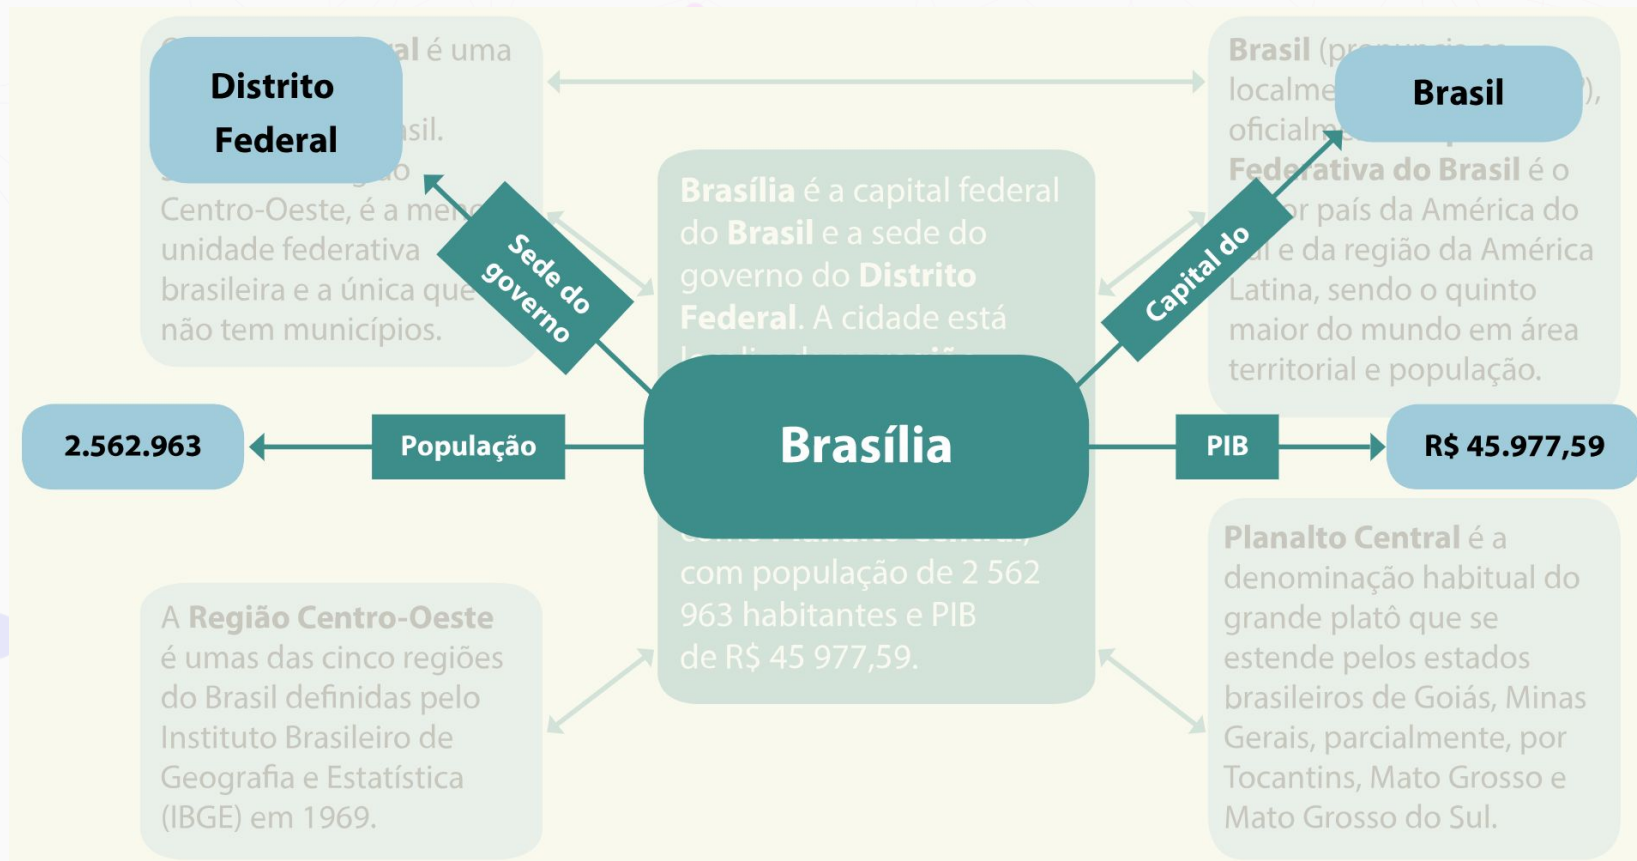 al é uma
asil.
Centro-Oeste, é a
unidade federativa
brasileira e a única que
não tem municípios.
Distrito
Federal
Brasil
localme
),
oficialm
Federativa do Brasil é o
or país da América do
e da região da América
Latina, sendo o quinto
maior do mundo em área
territorial e população.
Brasil
Sede do
governo
Capital do
Brasília é a capital federal
do Brasil e a sede do
governo do Distrito
Federal. A cidade está
Brasília
com população de 2 562
963 habitantes e PIB
de R$ 45 977,59.
2.562.963
População
PIB
R$ 45.977,59
A Região Centro-Oeste
é umas das cinco regiões
do Brasil definidas pelo
Instituto Brasileiro de
Geografia e Estatística
(IBGE) em 1969.
Planalto Central é a
denominação habitual do
grande platô que se
estende pelos estados
brasileiros de Goiás, Minas
Gerais, parcialmente, por
Tocantins, Mato Grosso e
Mato Grosso do Sul.